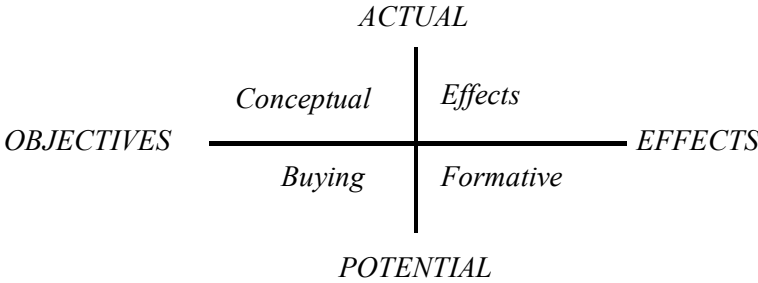 ACTUAL
Conceptual Effects
OBJECTIVES EFFECTS
Buying Formative
POTENTIAL